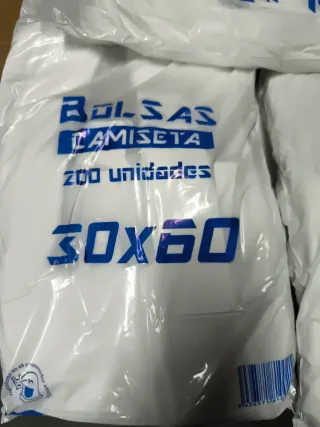 BOLSAS
CAMISETA
200 unidades
30x60